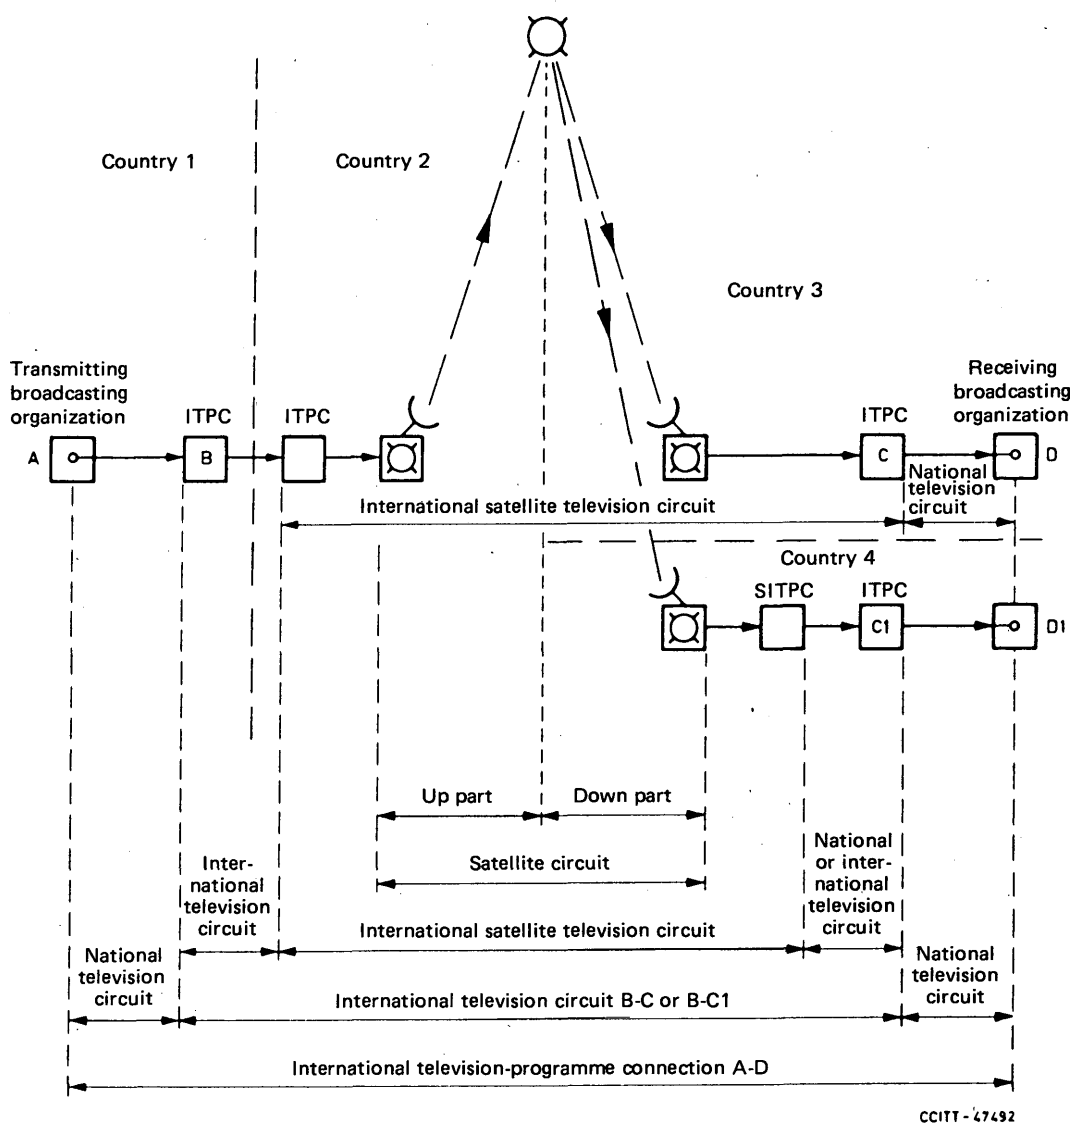 Country 1
Country 2
Country 3
Transmitting
broadcasting
organization
Receiving
broadcasting
organization
ITPC
ITPC
ITPC
A
B
C
D
National
television
circuit
International satellite television circuit
Country 4
SITPC
ITPC
C1
D1
Up part
Down part
Satellite circuit
National
or inter-
national
television
circuit
Inter-
national
television
circuit
International satellite television circuit
National
television
circuit
National
television
circuit
International television circuit B-C or B-C1
International television-programme connection A-D
CCITT - 47492